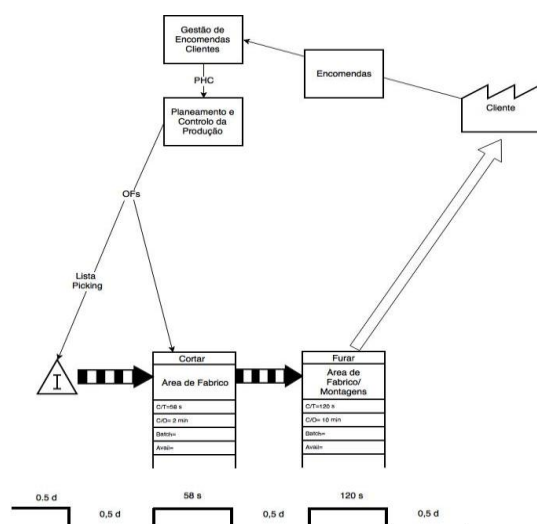 Gestão de
Encomendas
Clientes
Encomendas
Cliente
PHC
Planeamento e
Controlo da
Produção
OFs
Lista
Picking
I
Cortar
Área de Fabrico
C/T=58 s
C/O= 2 min
Batch=
Avail=
Furar
Área de
Fabrico/
Montagens
C/T=120 s
C/O= 10 min
Batch=
Avail=
0.5 d
0,5 d
58 s
0,5 d
120 s
0,5 d